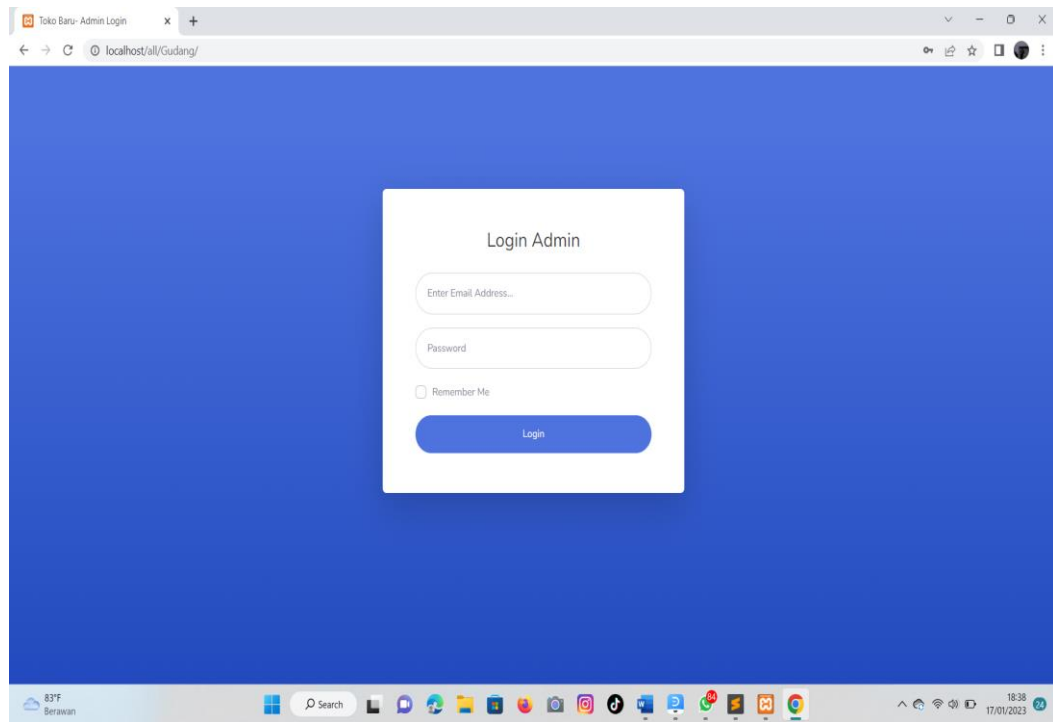 Toko Baru- Admin Login
localhost/all/Gudang/
Login Admin
Enter Email Address...
Password
Remember Me
Login
83°F
Berawan
Search
84
18:38
17/01/2023
24